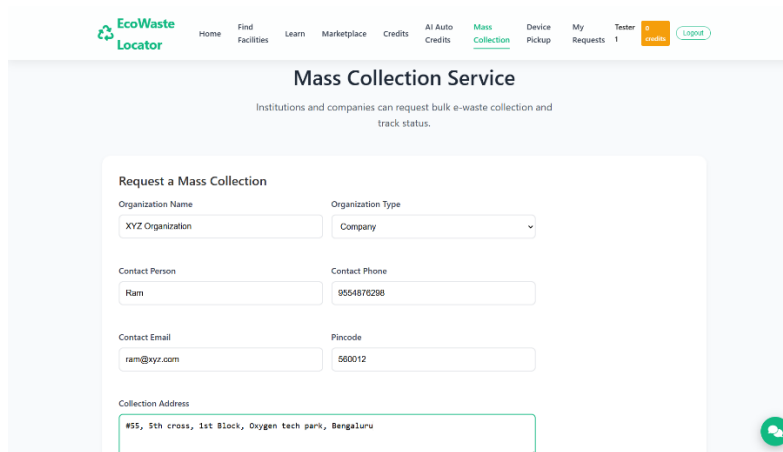 EcoWaste Locator
Home
Find Facilities
Learn
Marketplace
Credits
AI Auto Credits
Mass Collection
Device Pickup
My Requests
Tester 1
0 credits
Logout
Mass Collection Service
Institutions and companies can request bulk e-waste collection and
track status.
Request a Mass Collection
Organization Name
Organization Type
XYZ Organization
Company
Contact Person
Contact Phone
Ram
9554876298
Contact Email
Pincode
ram@xyz.com
560012
Collection Address
#55, 5th cross, 1st Block, Oxygen tech park, Bengaluru